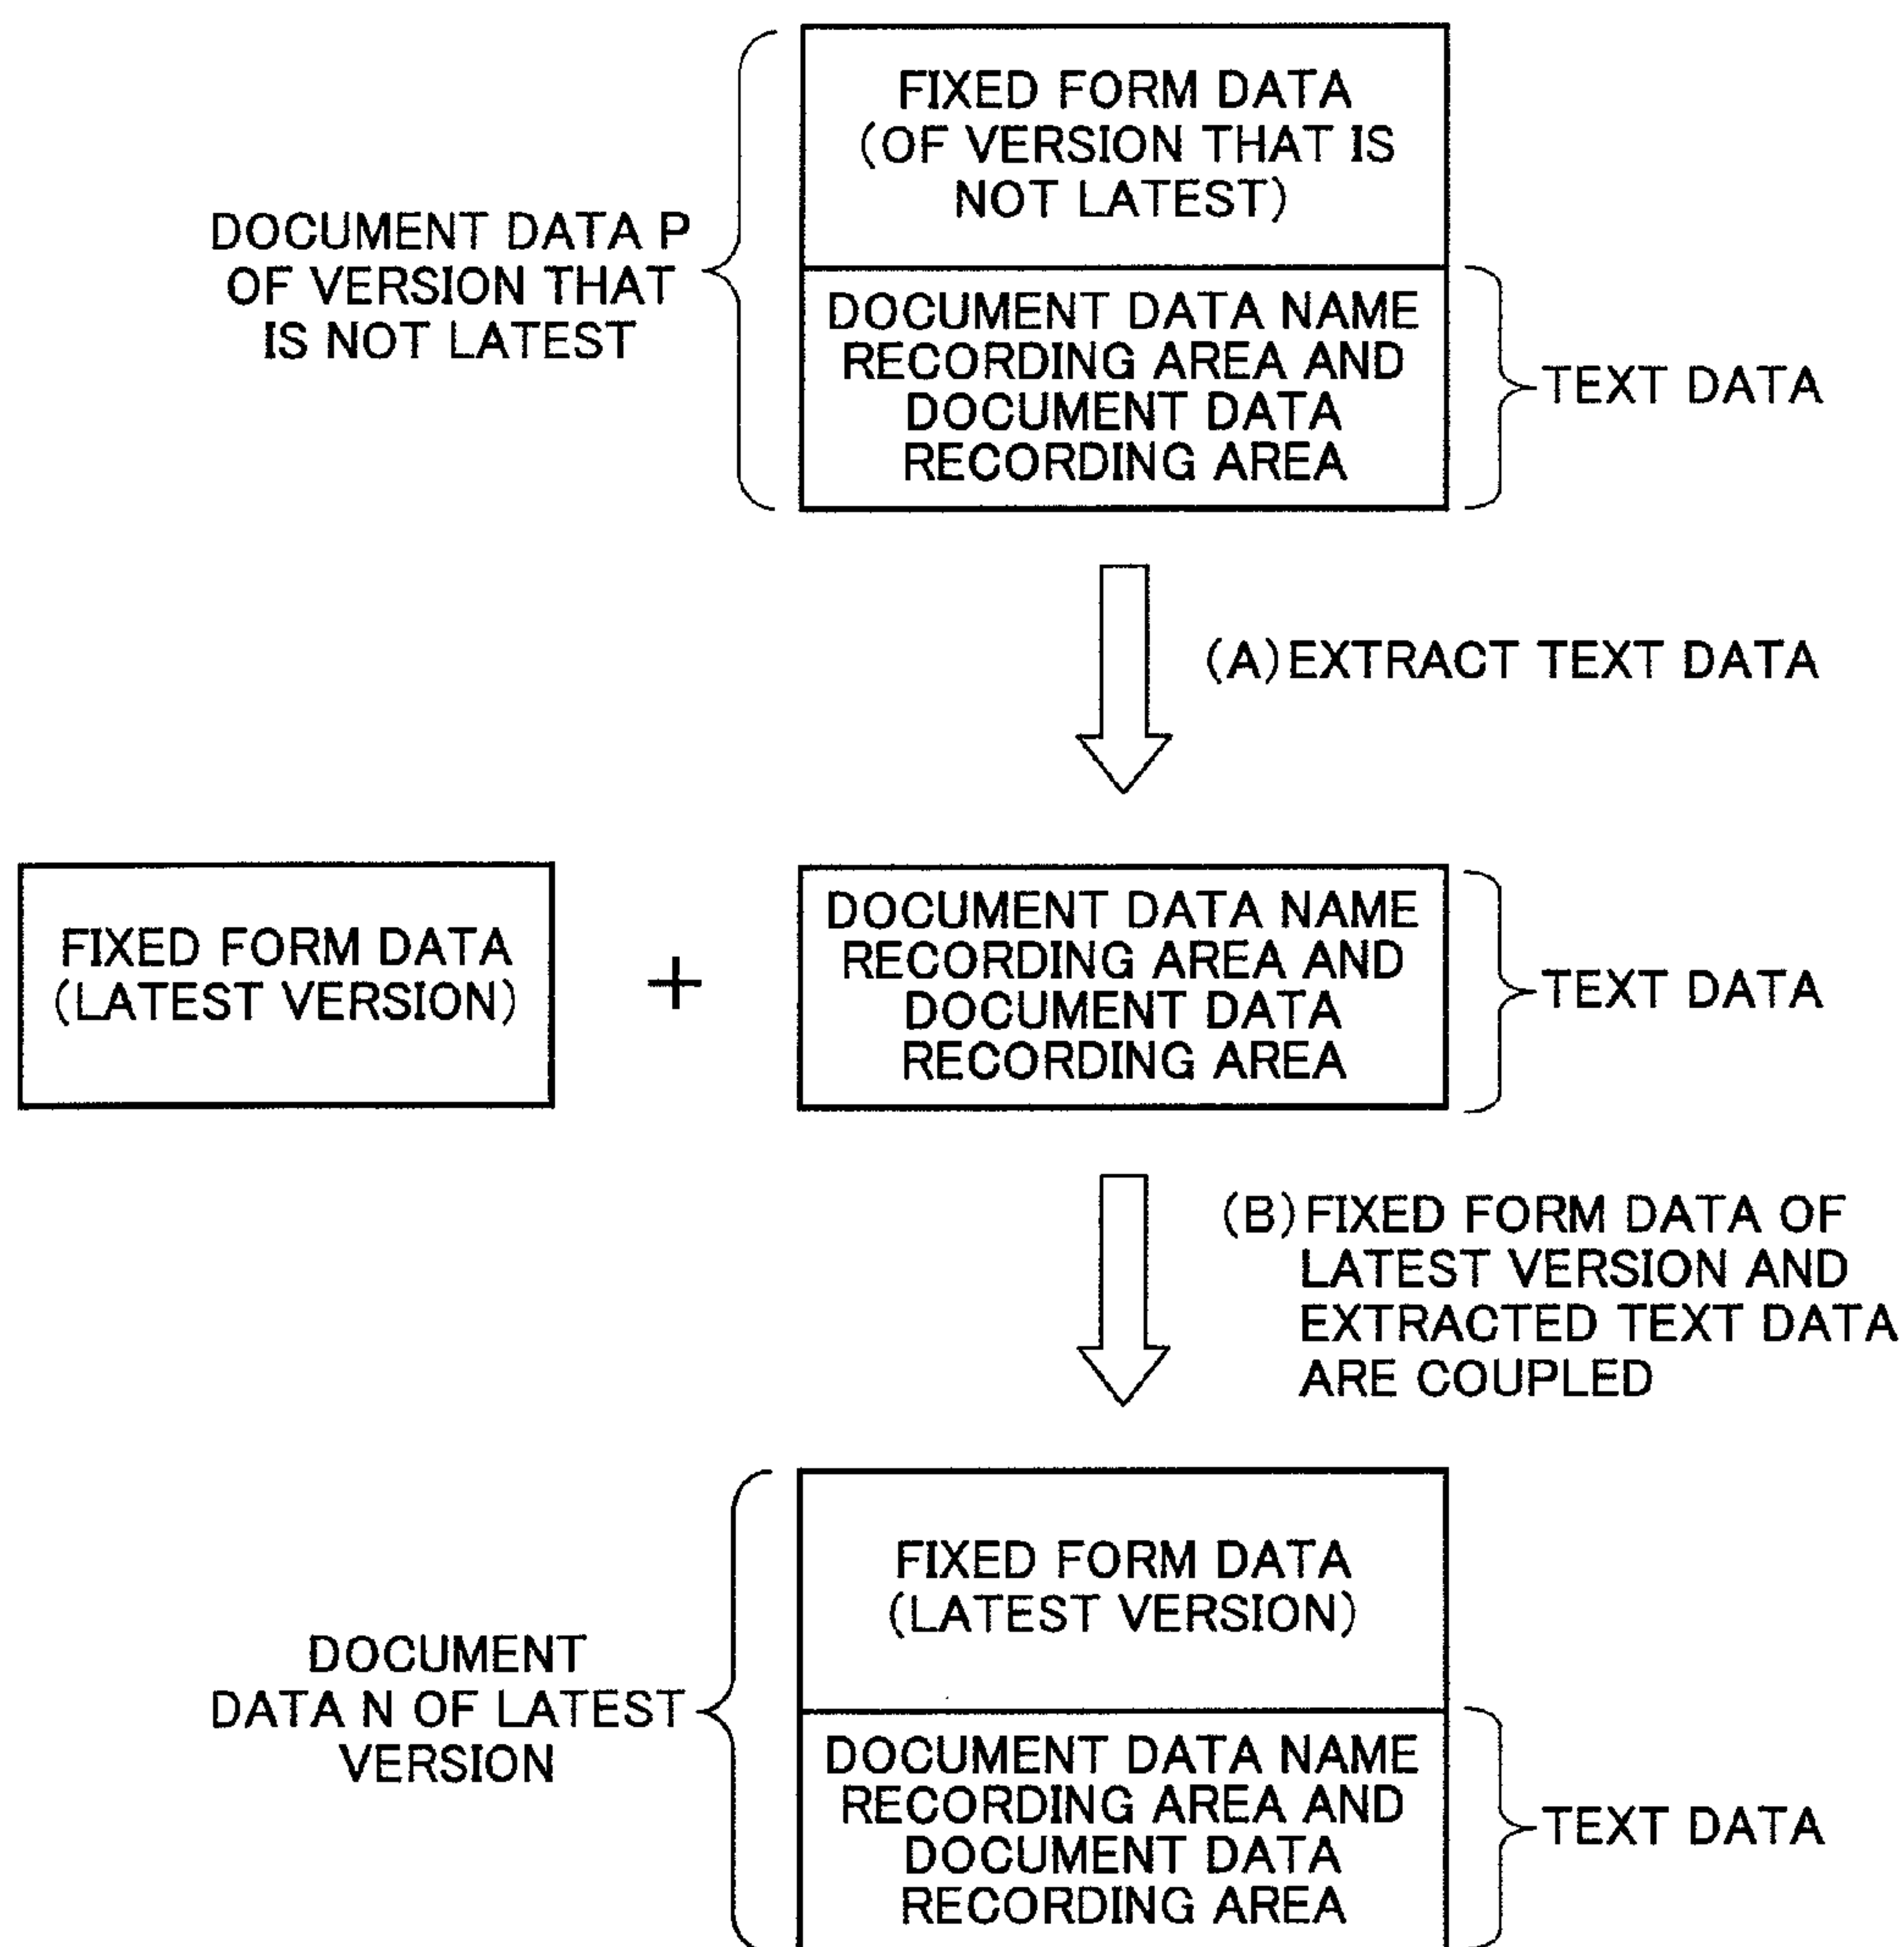 FIXED FORM DATA
(OF VERSION THAT IS
NOT LATEST)
DOCUMENT DATA P
OF VERSION THAT
IS NOT LATEST
DOCUMENT DATA NAME
RECORDING AREA AND
DOCUMENT DATA
RECORDING AREA
TEXT DATA
(A) EXTRACT TEXT DATA
FIXED FORM DATA
(LATEST VERSION)
+
DOCUMENT DATA NAME
RECORDING AREA AND
DOCUMENT DATA
RECORDING AREA
TEXT DATA
(B) FIXED FORM DATA OF
LATEST VERSION AND
EXTRACTED TEXT DATA
ARE COUPLED
FIXED FORM DATA
(LATEST VERSION)
DOCUMENT
DATA N OF LATEST
VERSION
DOCUMENT DATA NAME
RECORDING AREA AND
DOCUMENT DATA
RECORDING AREA
TEXT DATA